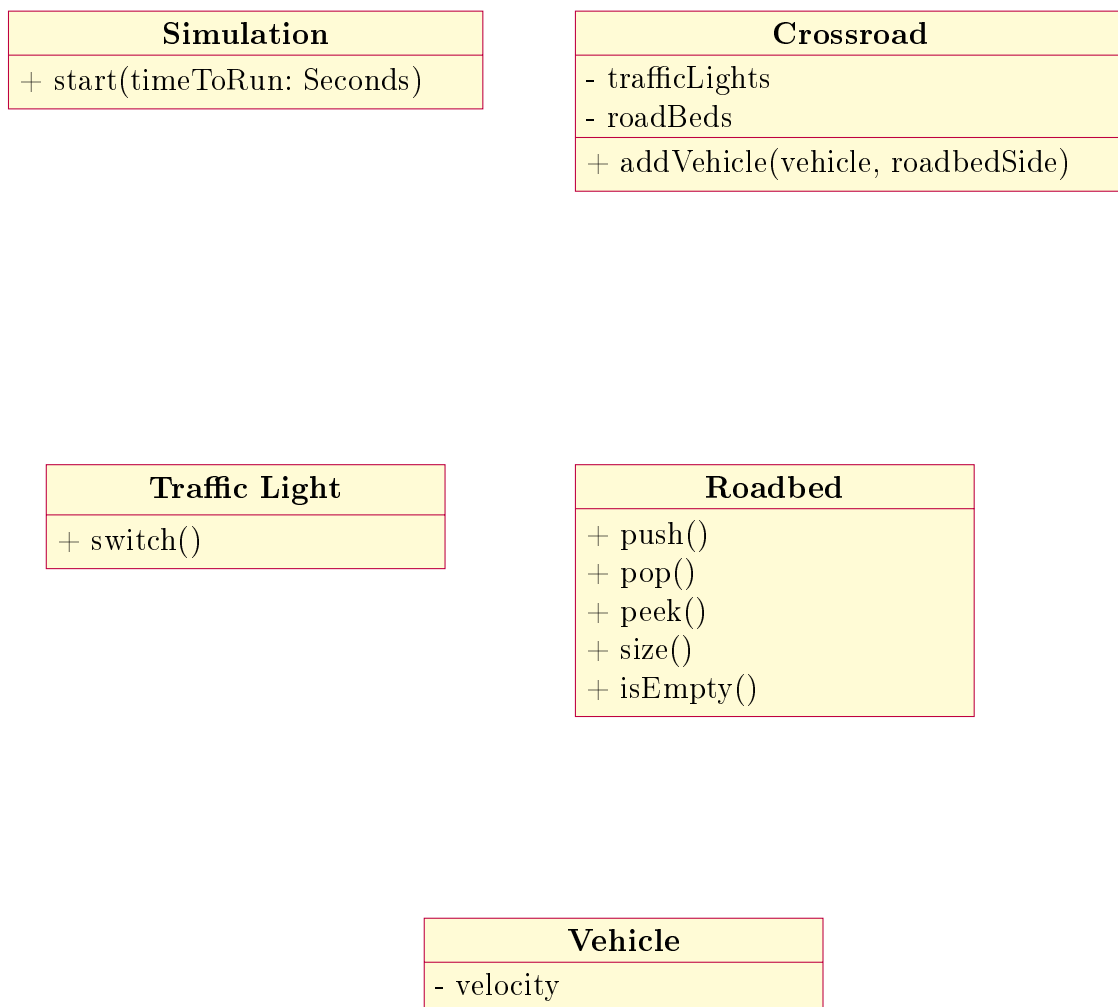 Simulation
+ start(timeToRun: Seconds)
Crossroad
- trafficLights
- roadBeds
+ addVehicle(vehicle, roadbedSide)
Traffic Light
+ switch()
Roadbed
+ push()
+ pop()
+ peek()
+ size()
+ isEmpty()
Vehicle
- velocity